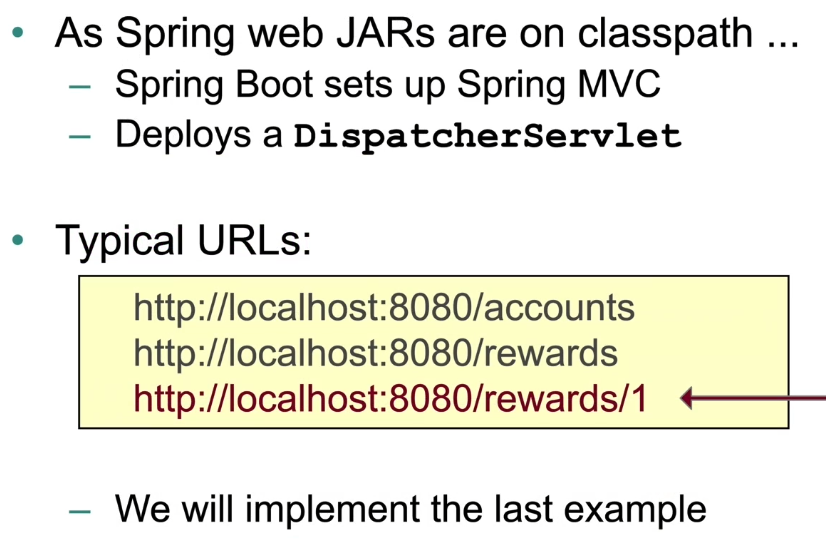 • As Spring web JARs are on classpath ...
– Spring Boot sets up Spring MVC
– Deploys a DispatcherServlet
• Typical URLs:
http://localhost:8080/accounts
http://localhost:8080/rewards
http://localhost:8080/rewards/1
– We will implement the last example